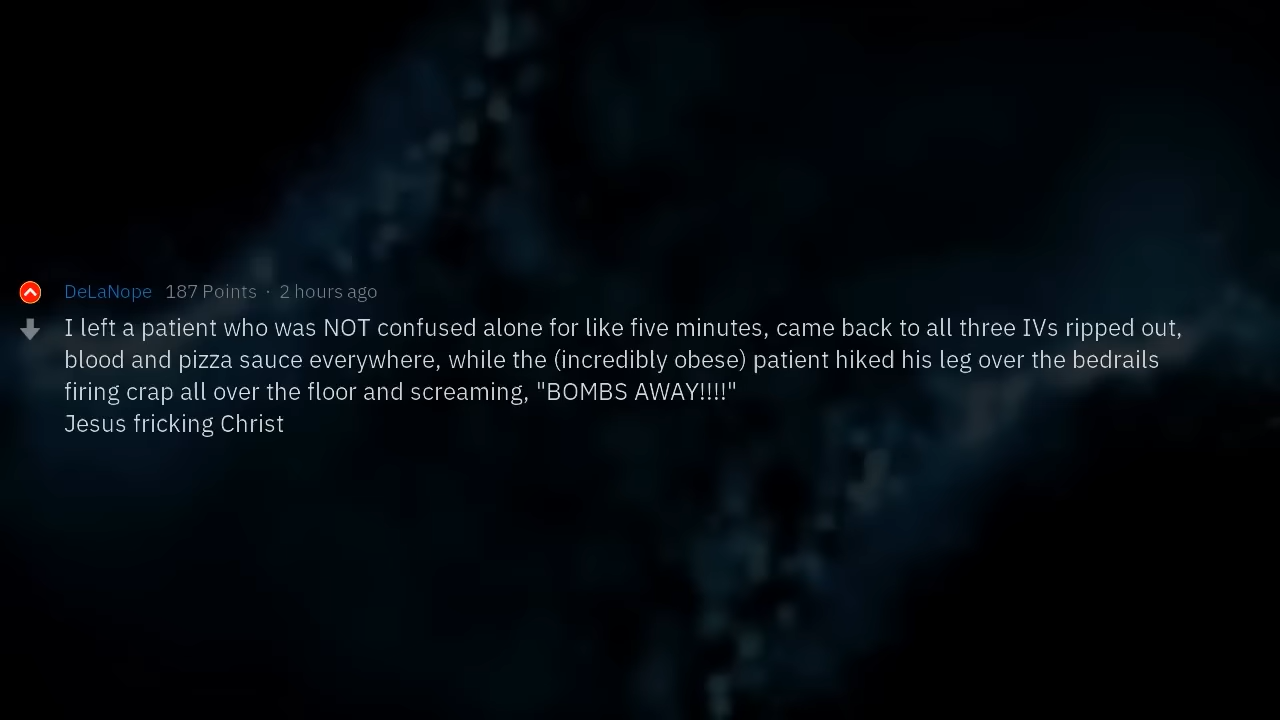 DeLaNope 187 Points · 2 hours ago
I left a patient who was NOT confused alone for like five minutes, came back to all three IVs ripped out,
blood and pizza sauce everywhere, while the (incredibly obese) patient hiked his leg over the bedrails
firing crap all over the floor and screaming, "BOMBS AWAY!!!!"
Jesus fricking Christ